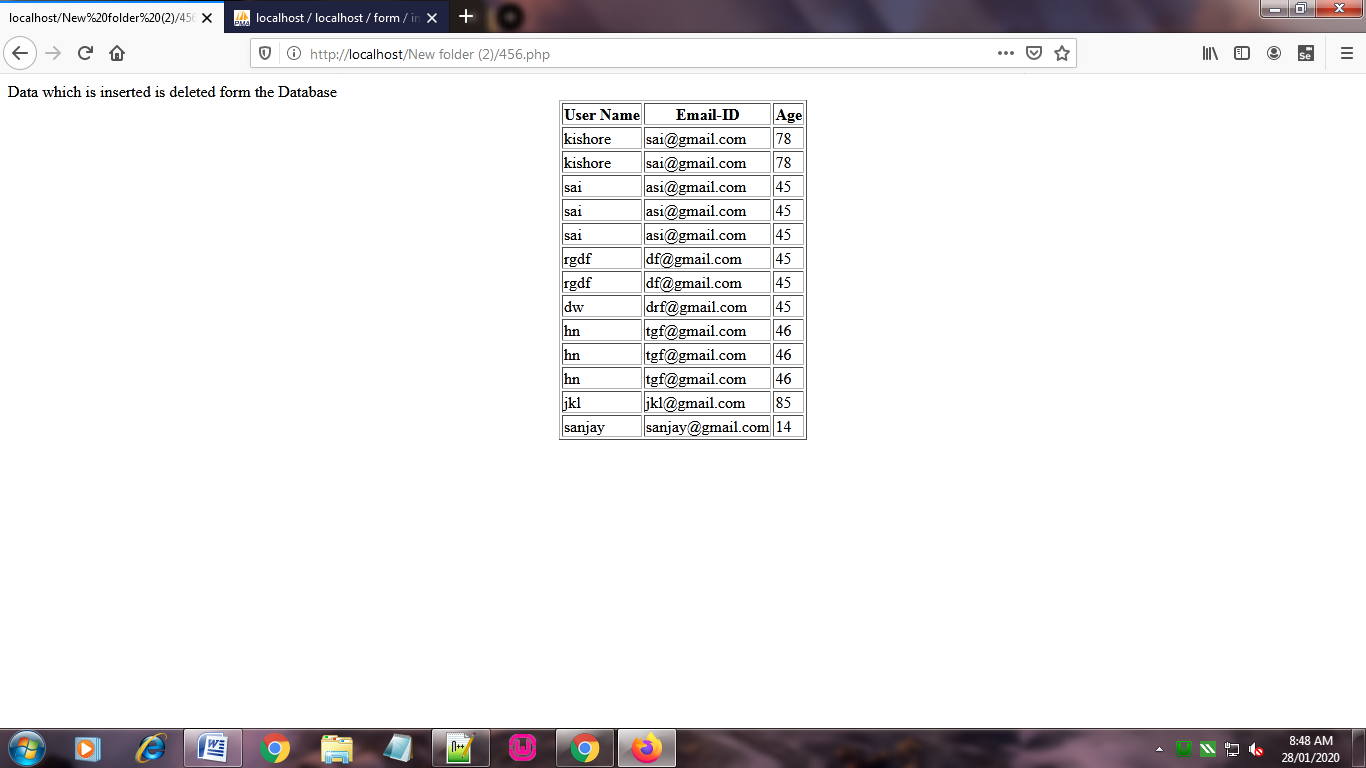 localhost/New%20folder%20(2)/456
localhost / localhost / form / in
http://localhost/New folder (2)/456.php
Data which is inserted is deleted form the Database
User Name Email-ID Age
kishore sai@gmail.com 78
kishore sai@gmail.com 78
sai asi@gmail.com 45
sai asi@gmail.com 45
sai asi@gmail.com 45
rgdf df@gmail.com 45
rgdf df@gmail.com 45
dw drf@gmail.com 45
hn tgf@gmail.com 46
hn tgf@gmail.com 46
hn tgf@gmail.com 46
jkl jkl@gmail.com 85
sanjay sanjay@gmail.com 14
8:48 AM
28/01/2020